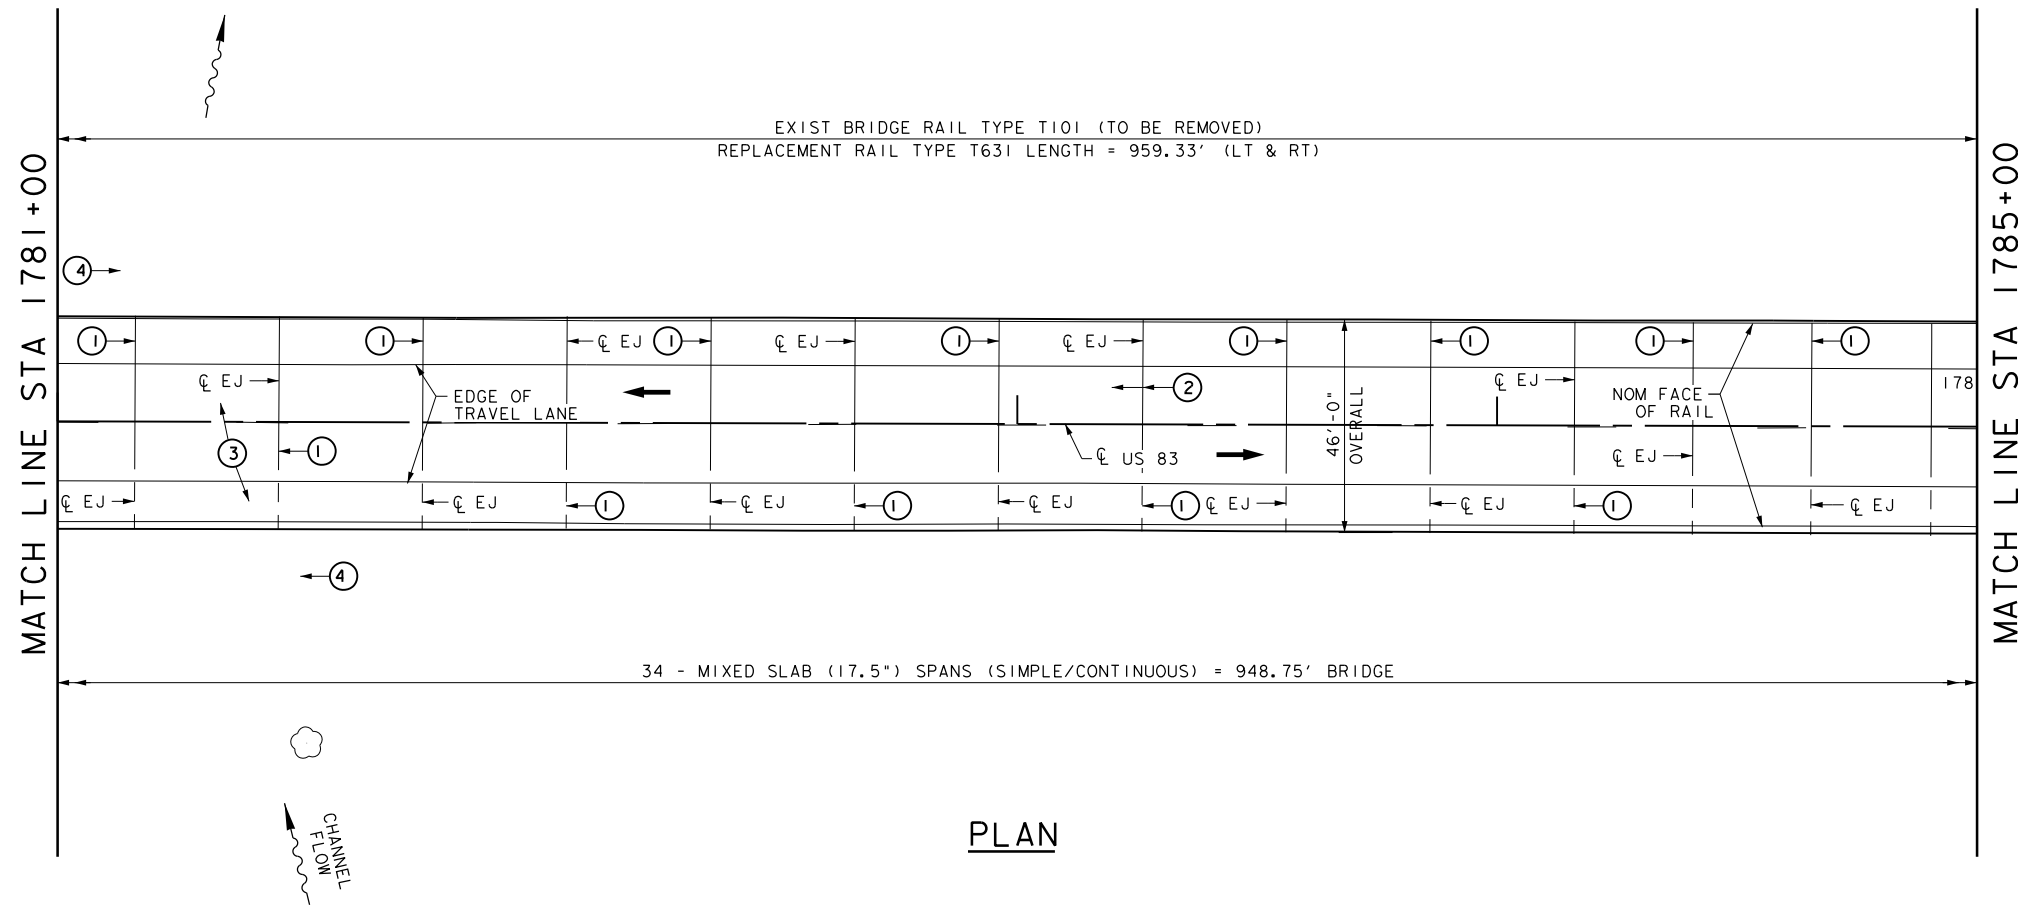 EXIST BRIDGE RAIL TYPE T101 (TO BE REMOVED)
REPLACEMENT RAIL TYPE T631 LENGTH = 959.33' (LT & RT)
MATCH LINE STA 1781+00
MATCH LINE STA 1785+00
4
1
1
℄ EJ
1
℄ EJ
1
℄ EJ
1
1
1
1
℄ EJ
EDGE OF
TRAVEL LANE
2
46'-0"
OVERALL
℄ EJ
NOM FACE
OF RAIL
178
3
1
℄ US 83
℄ EJ
℄ EJ
℄ EJ
1
℄ EJ
1
℄ EJ
1
℄ EJ
℄ EJ
1
℄ EJ
4
34 - MIXED SLAB (17.5") SPANS (SIMPLE/CONTINUOUS) = 948.75' BRIDGE
CHANNEL
FLOW
PLAN